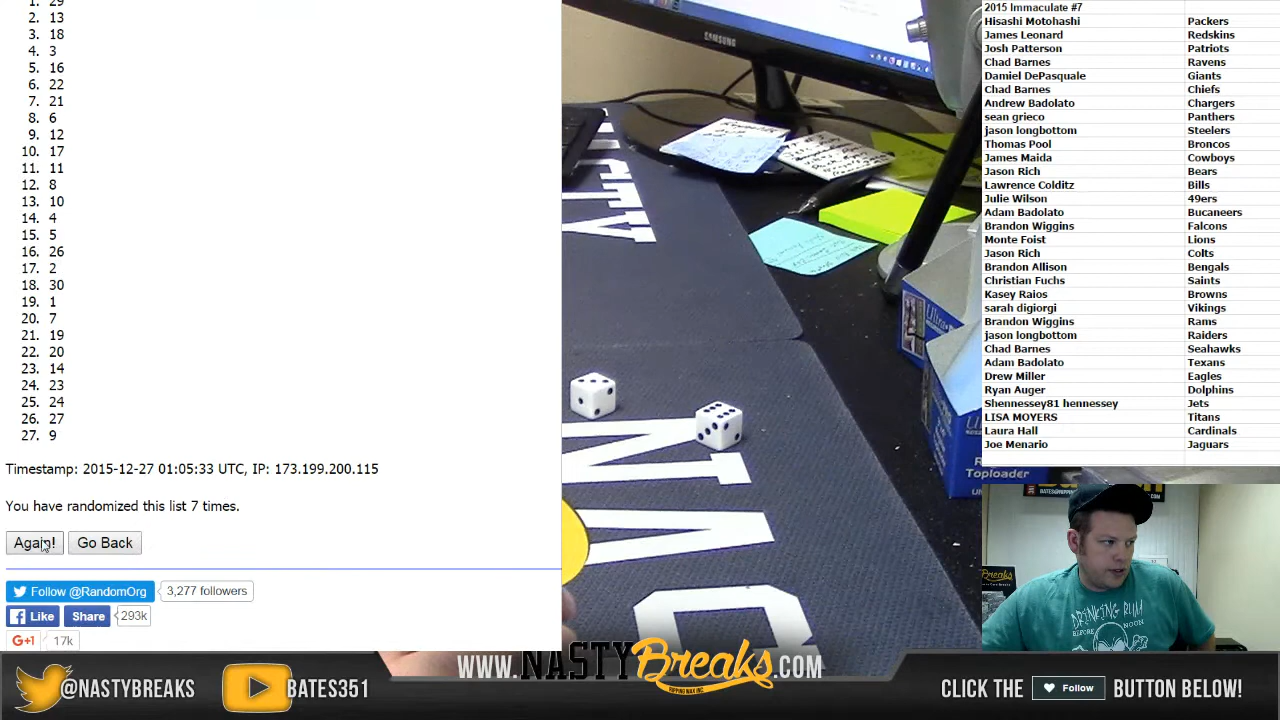 1. 29
2. 13
3. 18
4. 3
5. 16
6. 22
7. 21
8. 6
9. 12
10. 17
11. 11
12. 8
13. 10
14. 4
15. 5
16. 26
17. 2
18. 30
19. 1
20. 7
21. 19
22. 20
23. 14
24. 23
25. 24
26. 27
27. 9
Timestamp: 2015-12-27 01:05:33 UTC, IP: 173.199.200.115
You have randomized this list 7 times.
Again! Go Back
Follow @RandomOrg 3,277 followers
Like Share 293k
G+1 17k
SAMSUNG
Ultra
Toploader
2015 Immaculate #7
Hisashi Motohashi Packers
James Leonard Redskins
Josh Patterson Patriots
Chad Barnes Ravens
Daniel DePasquale Giants
Chad Barnes Chiefs
Andrew Badolato Chargers
sean grieco Panthers
jason longbottom Steelers
Thomas Pool Broncos
James Maida Cowboys
Jason Rich Bears
Lawrence Colditz Bills
Julie Wilson 49ers
Adam Badolato Bucaneers
Brandon Wiggins Falcons
Monte Foist Lions
Jason Rich Colts
Brandon Allison Bengals
Christian Fuchs Saints
Kasey Raios Browns
sarah digiorgi Vikings
Brandon Wiggins Rams
jason longbottom Raiders
Chad Barnes Seahawks
Adam Badolato Texans
Drew Miller Eagles
Ryan Auger Dolphins
Shennessey81 hennessey Jets
LISA MOYERS Titans
Laura Hall Cardinals
Joe Menario Jaguars
Breaks
DRINKING RUM
BEFORE NOON
@NASTYBREAKS
BATES351
WWW.NASTYBreaks.COM
RIPPING WAX INC.
CLICK THE Follow BUTTON BELOW!